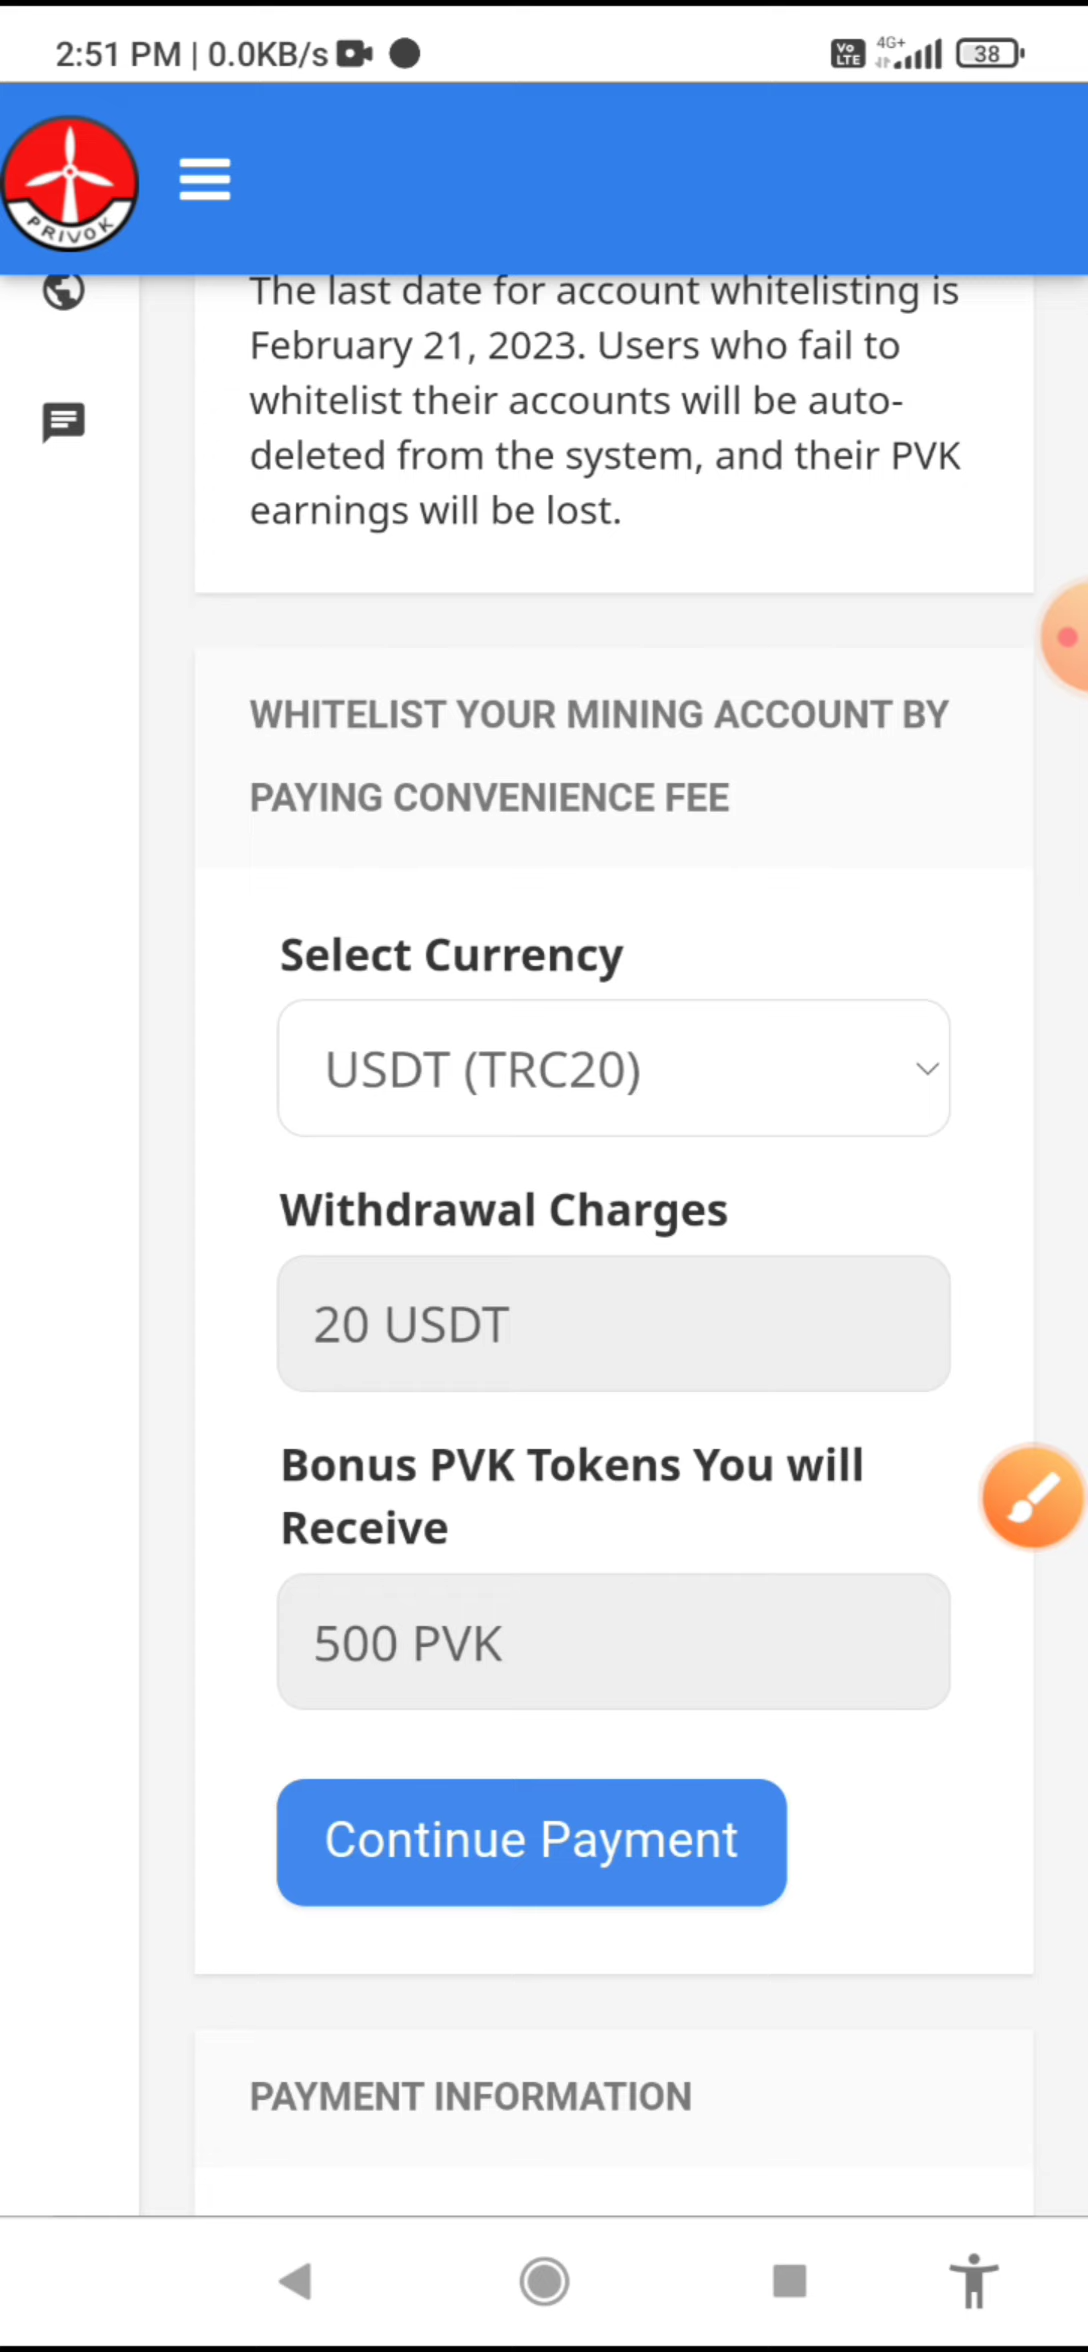 2:51 PM | 0.0KB/s
Vo LTE 4G+ 38
PRIVOK
The last date for account whitelisting is
February 21, 2023. Users who fail to
whitelist their accounts will be auto-
deleted from the system, and their PVK
earnings will be lost.
WHITELIST YOUR MINING ACCOUNT BY
PAYING CONVENIENCE FEE
Select Currency
USDT (TRC20)
Withdrawal Charges
20 USDT
Bonus PVK Tokens You will
Receive
500 PVK
Continue Payment
PAYMENT INFORMATION